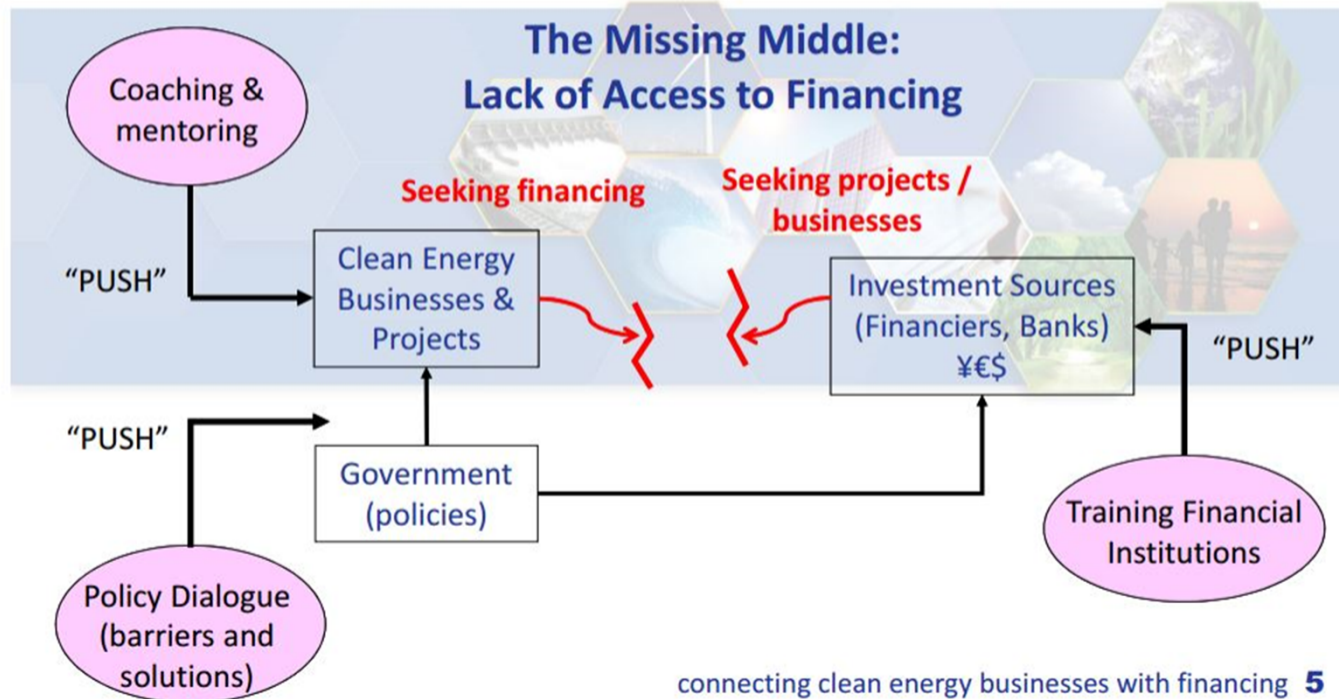 The Missing Middle:
Lack of Access to Financing
Coaching &
mentoring
Seeking financing
Seeking projects /
businesses
"PUSH"
Clean Energy
Businesses &
Projects
Investment Sources
(Financiers, Banks)
¥€$
"PUSH"
"PUSH"
Government
(policies)
Training Financial
Institutions
Policy Dialogue
(barriers and
solutions)
connecting clean energy businesses with financing 5